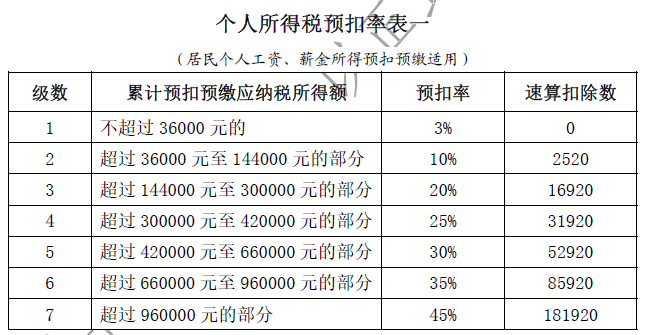 个人所得税预扣率表一
（居民个人工资、薪金所得预扣预缴适用）
级数 累计预扣预缴应纳税所得额 预扣率 速算扣除数
1 不超过 36000 元的 3% 0
2 超过 36000 元至 144000 元的部分 10% 2520
3 超过 144000 元至 300000 元的部分 20% 16920
4 超过 300000 元至 420000 元的部分 25% 31920
5 超过 420000 元至 660000 元的部分 30% 52920
6 超过 660000 元至 960000 元的部分 35% 85920
7 超过 960000 元的部分 45% 181920